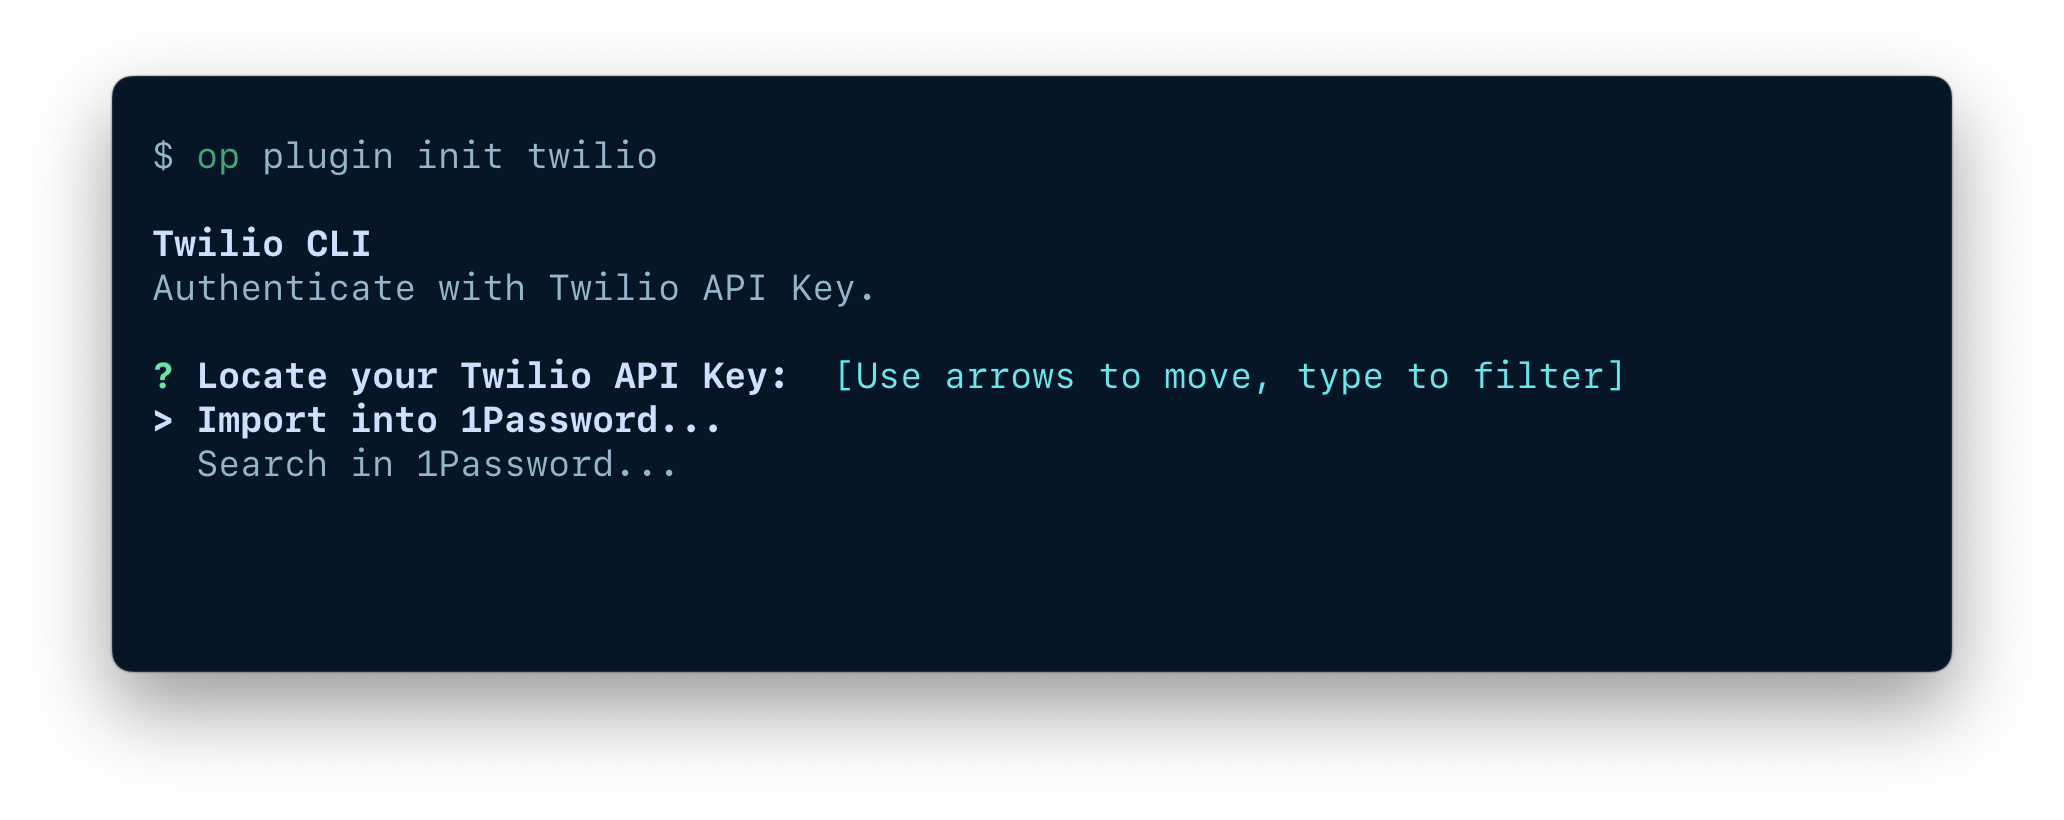 $ op plugin init twilio
Twilio CLI
Authenticate with Twilio API Key.
? Locate your Twilio API Key:  [Use arrows to move, type to filter]
> Import into 1Password...
Search in 1Password...